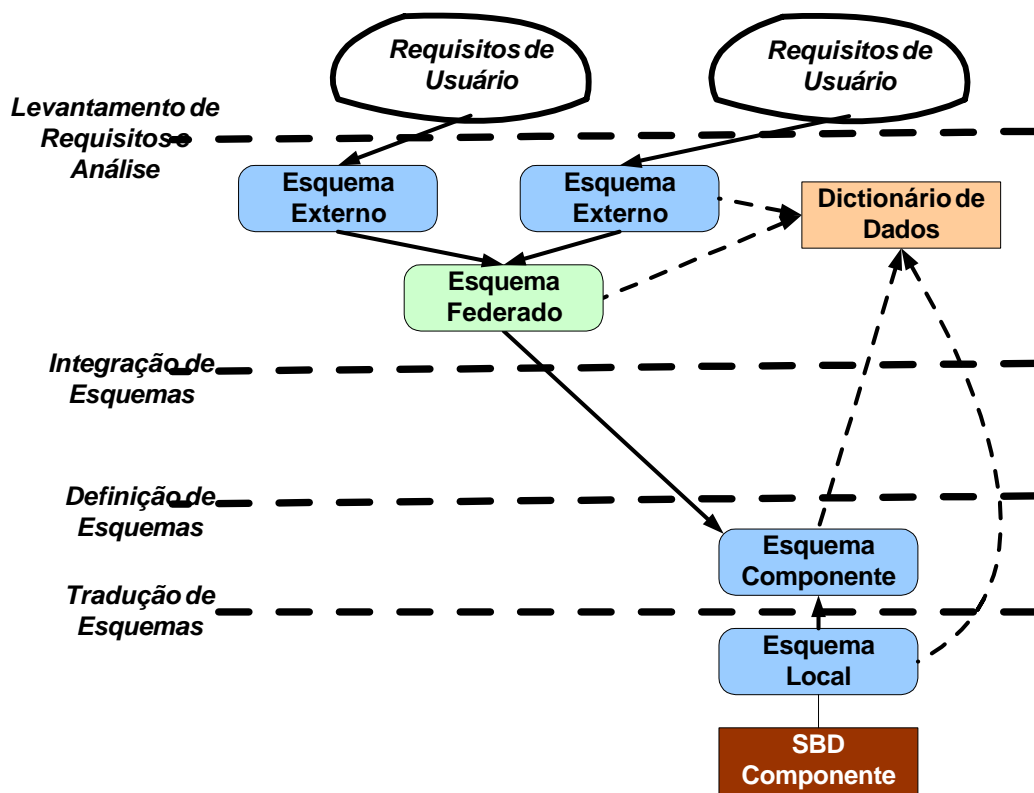 Requisitos de
Usuário
Requisitos de
Usuário
Levantamento de
Requisitos e
Análise
Esquema
Externo
Esquema
Externo
Dictionário de
Dados
Esquema
Federado
Integração de
Esquemas
Definição de
Esquemas
Esquema
Componente
Tradução de
Esquemas
Esquema
Local
SBD
Componente